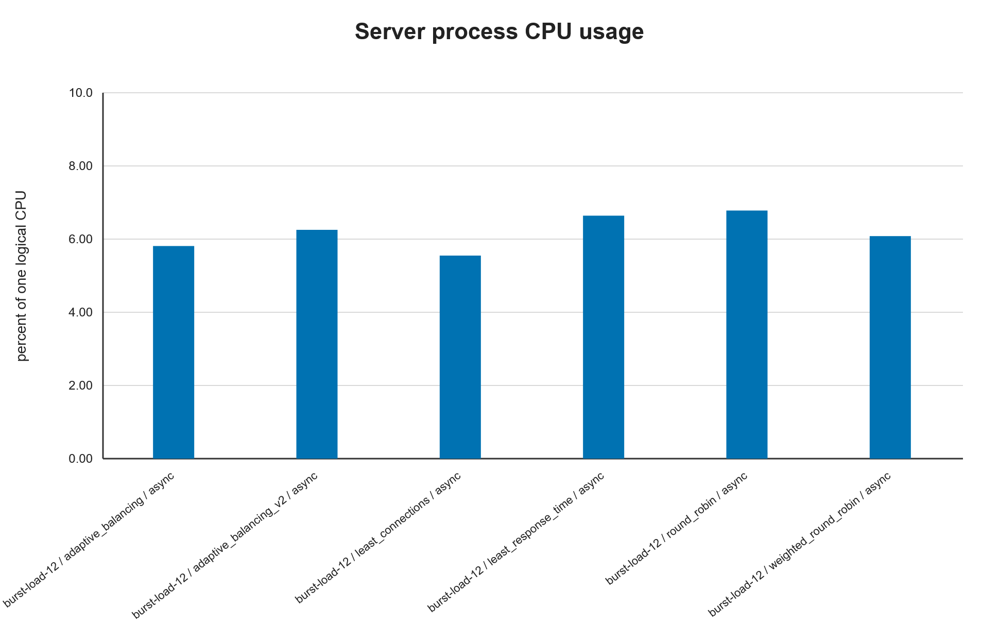 Server process CPU usage
percent of one logical CPU
10.0
8.00
6.00
4.00
2.00
0.00
burst-load-12 / adaptive_balancing / async
burst-load-12 / adaptive_balancing_v2 / async
burst-load-12 / least_connections / async
burst-load-12 / least_response_time / async
burst-load-12 / round_robin / async
burst-load-12 / weighted_round_robin / async